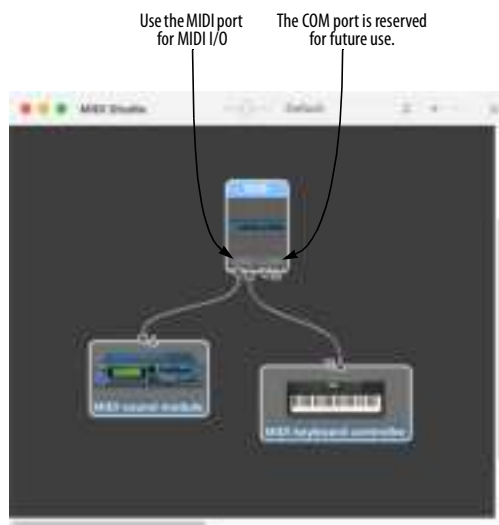 Use the MIDI port
for MIDI I/O
The COM port is reserved
for future use.
MIDI Studio
Default
MIDI sound module
MIDI keyboard controller